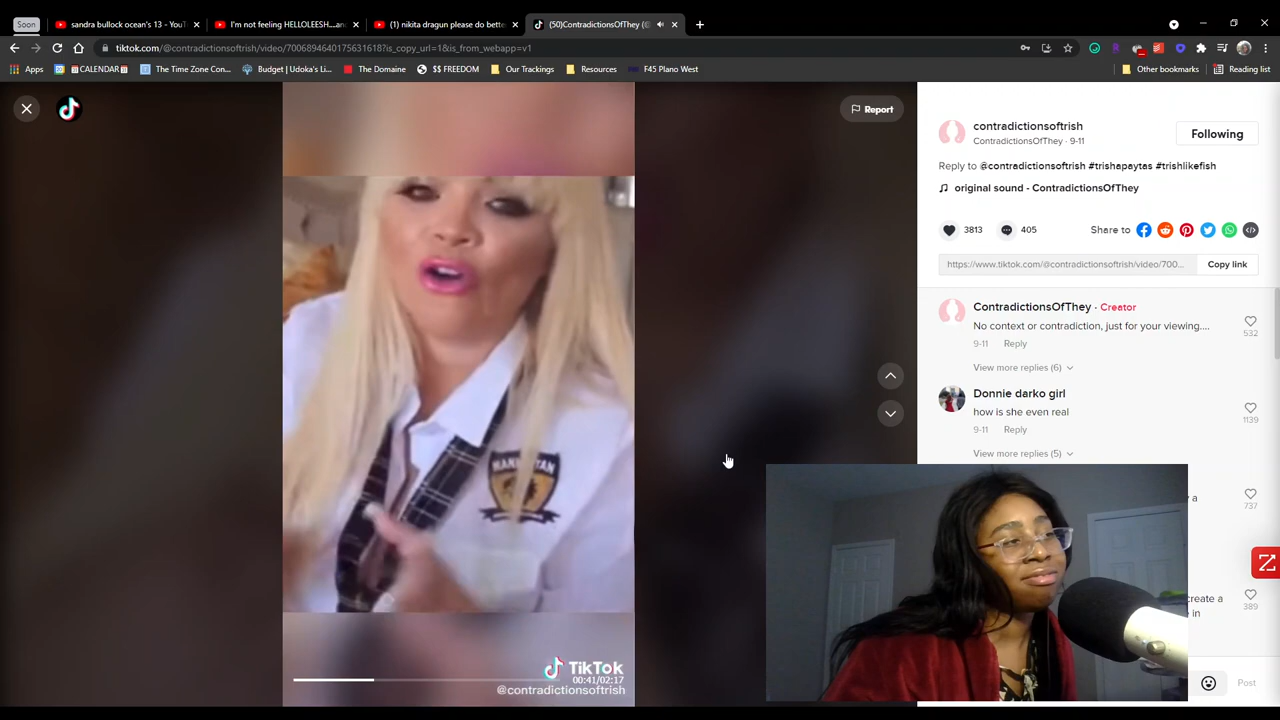 Soon
sandra bullock ocean's 13 - YouT
I'm not feeling HELLOLEESH....an
(1) nikita dragun please do bette
(50)ContradictionsOfThey (@
tiktok.com/@contradictionsoftrish/video/7006894640175631618?is_copy_url=1&is_from_webapp=v1
Apps
CALENDAR
The Time Zone Con...
Budget | Udoka's Li...
The Domaine
$$ FREEDOM
Our Trackings
Resources
F45 Plano West
Other bookmarks
Reading list
Report
contradictionsoftrish
ContradictionsOfThey · 9-11
Following
Reply to @contradictionsoftrish #trishapaytas #trishlikefish
original sound - ContradictionsOfThey
3813
405
Share to
https://www.tiktok.com/@contradictionsoftrish/video/700...
Copy link
ContradictionsOfThey · Creator
No context or contradiction, just for your viewing....
532
9-11
Reply
View more replies (6)
Donnie darko girl
how is she even real
1139
9-11
Reply
View more replies (5)
y a
737
create a
in
389
Post
TikTok
00:41/02:17
@contradictionsoftrish